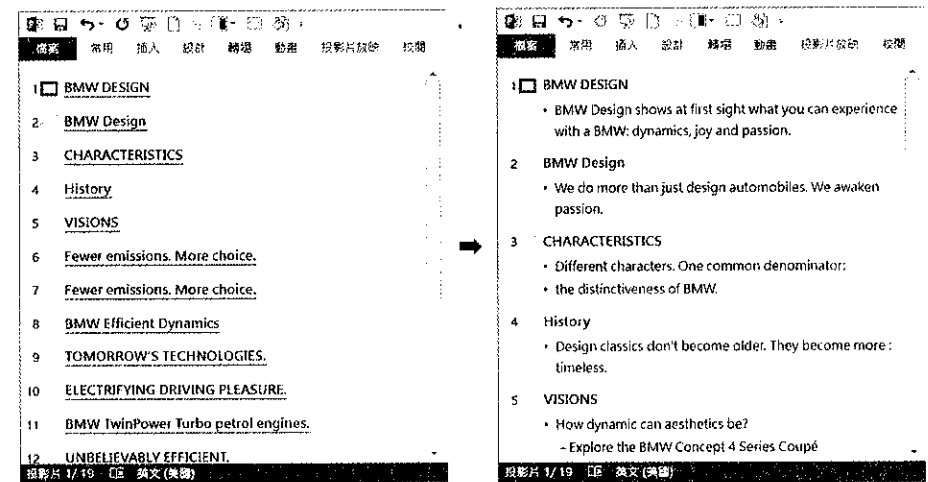 檔案 常用 插入 設計 轉場 動畫 投影片放映 校閱
1 BMW DESIGN
2 BMW Design
3 CHARACTERISTICS
4 History
5 VISIONS
6 Fewer emissions. More choice.
7 Fewer emissions. More choice.
8 BMW Efficient Dynamics
9 TOMORROW'S TECHNOLOGIES.
10 ELECTRIFYING DRIVING PLEASURE.
11 BMW TwinPower Turbo petrol engines.
12 UNBELIEVABLY EFFICIENT.
投影片 1/19 英文 (美國)
檔案 常用 插入 設計 轉場 動畫 投影片放映 校閱
1 BMW DESIGN
• BMW Design shows at first sight what you can experience
with a BMW: dynamics, joy and passion.
2 BMW Design
• We do more than just design automobiles. We awaken
passion.
3 CHARACTERISTICS
• Different characters. One common denominator:
• the distinctiveness of BMW.
4 History
• Design classics don't become older. They become more
timeless.
5 VISIONS
• How dynamic can aesthetics be?
– Explore the BMW Concept 4 Series Coupé
投影片 1/19 英文 (美國)